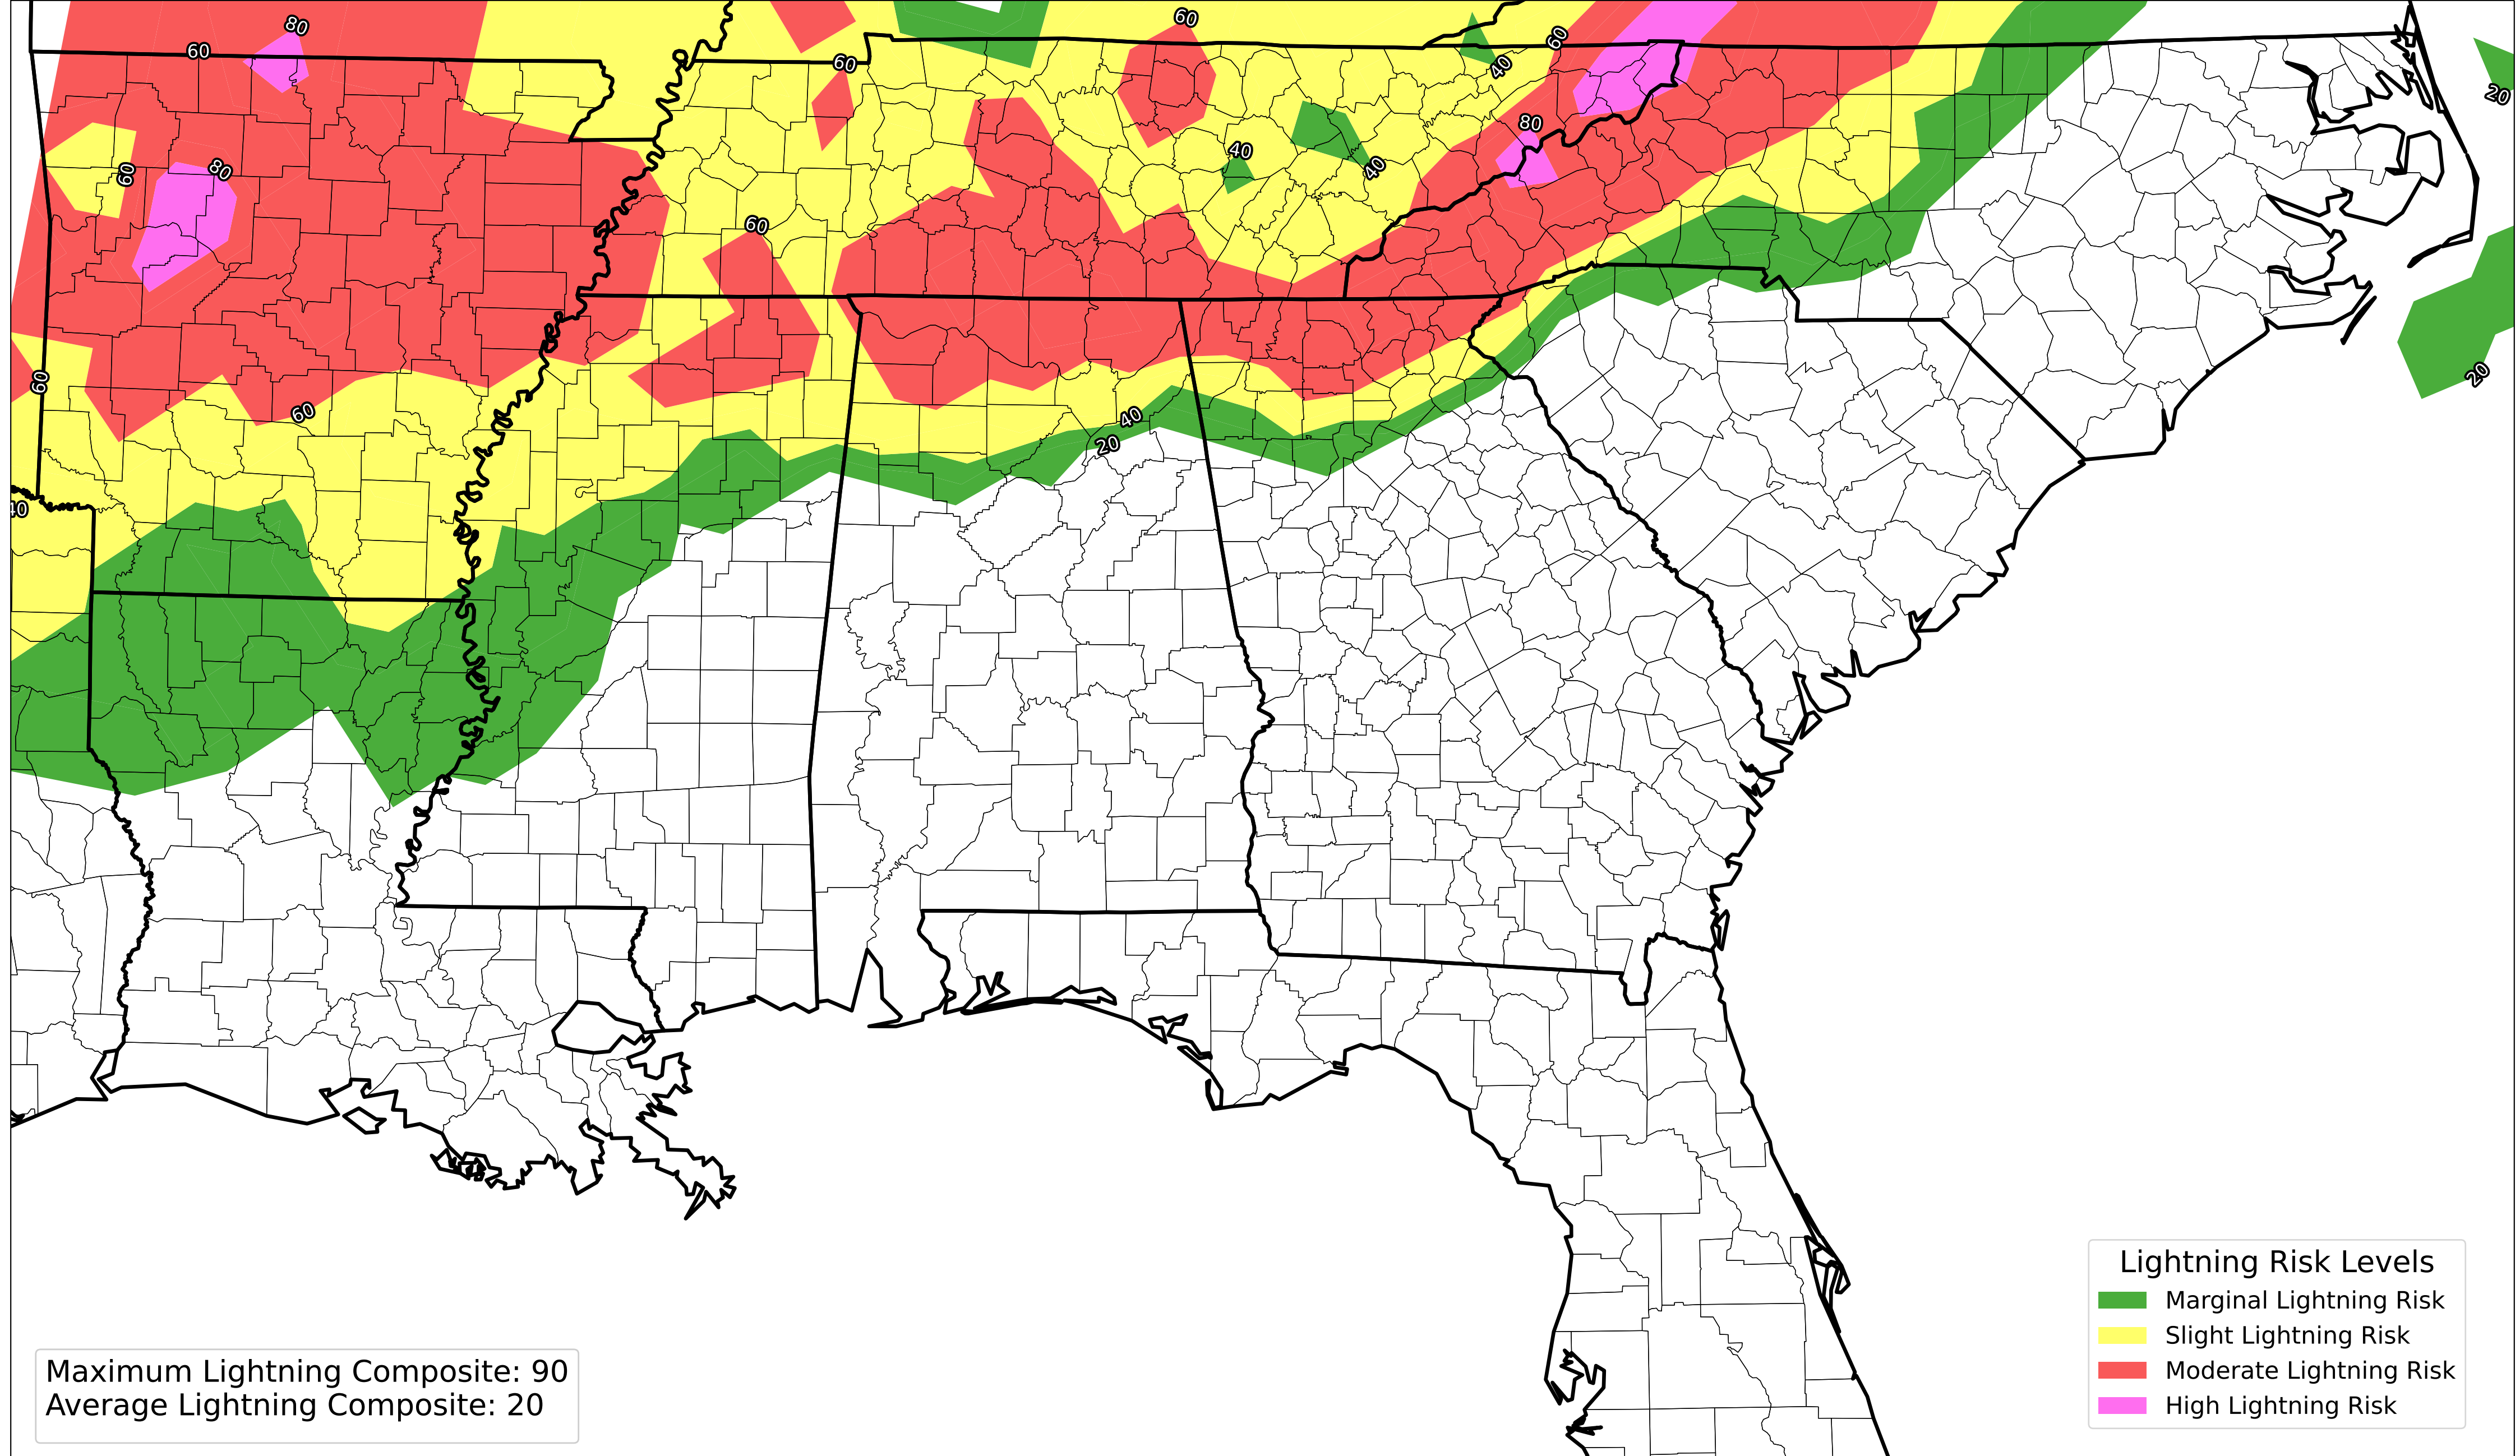 80
60
60
60
60
40
20
80
60
80
40
40
60
60
60
40
20
20
40
Lightning Risk Levels
Marginal Lightning Risk
Slight Lightning Risk
Moderate Lightning Risk
High Lightning Risk
Maximum Lightning Composite: 90
Average Lightning Composite: 20